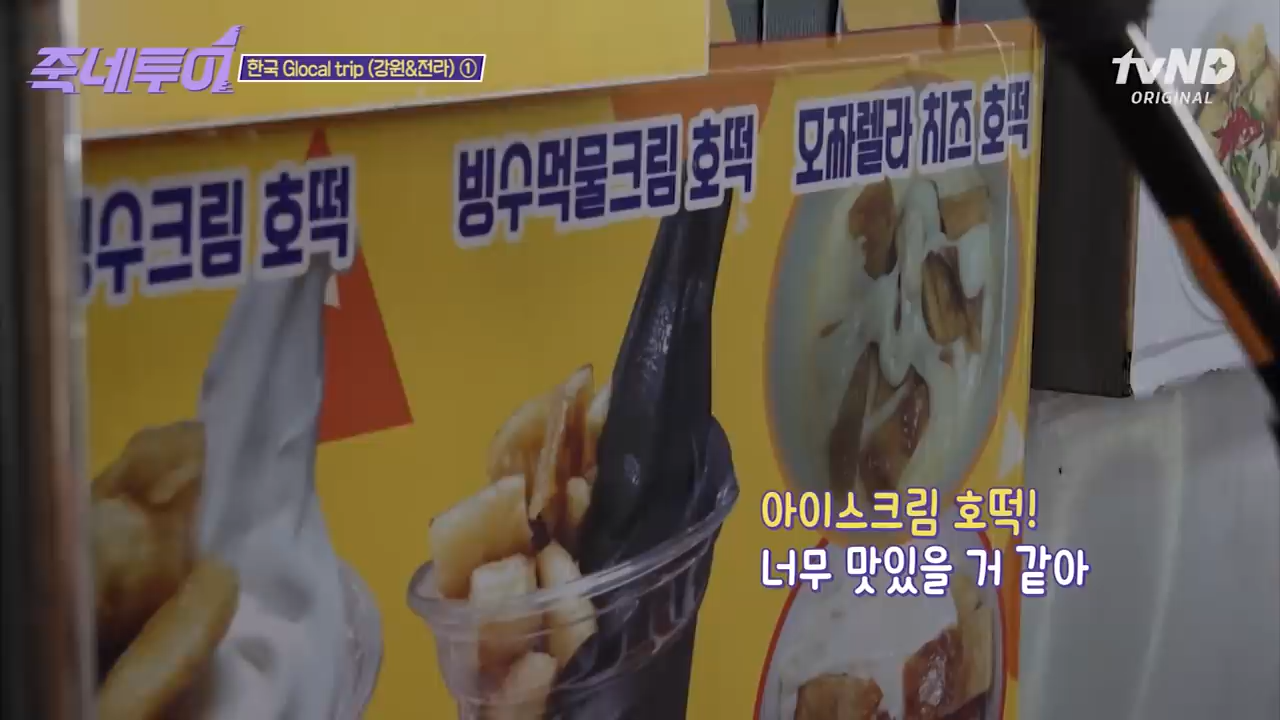 죽네투어
한국 Glocal trip (강원&전라) ①
tvND
ORIGINAL
빙수크림 호떡
빙수먹물크림 호떡
모짜렐라 치즈 호떡
아이스크림 호떡!
너무 맛있을 거 같아